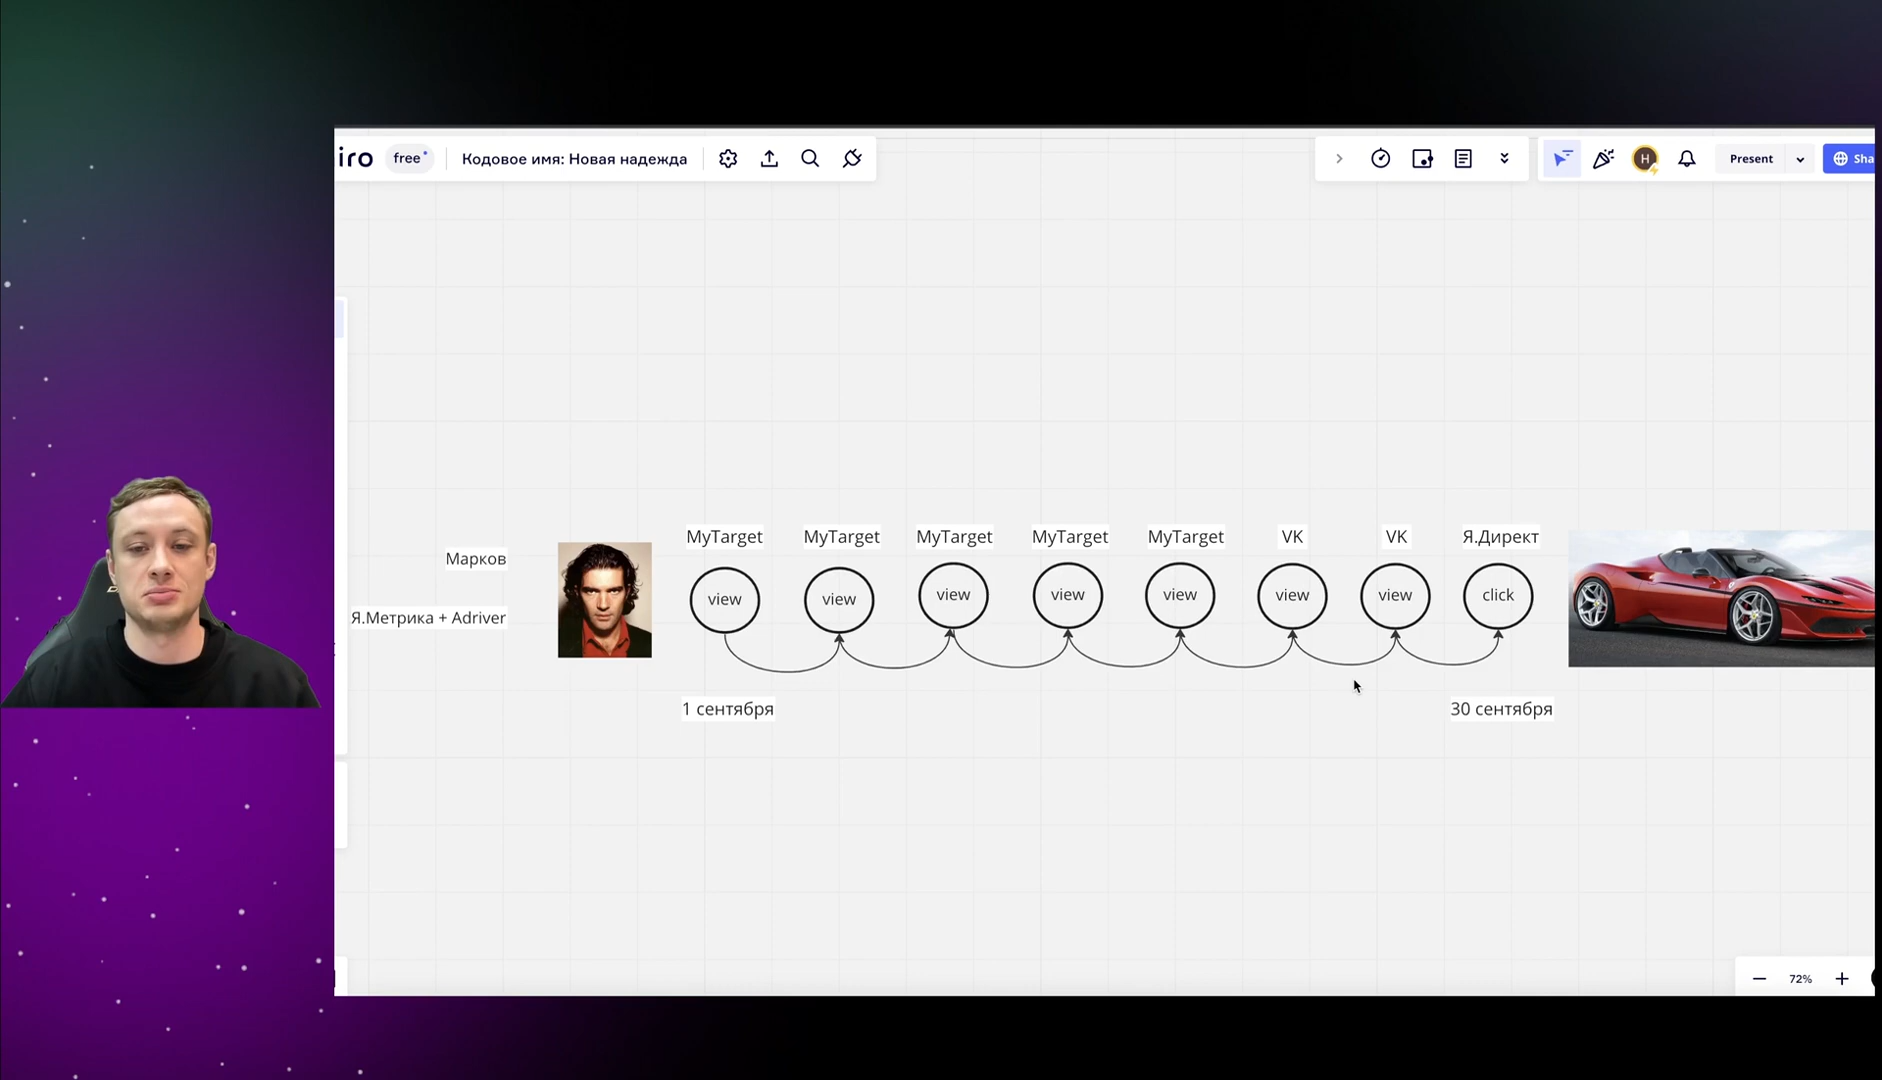 iro free Кодовое имя: Новая надежда
H Present Sha
MyTarget MyTarget MyTarget MyTarget MyTarget VK VK Я.Директ
Марков
view view view view view view view click
Я.Метрика + Adriver
1 сентября 30 сентября
72%